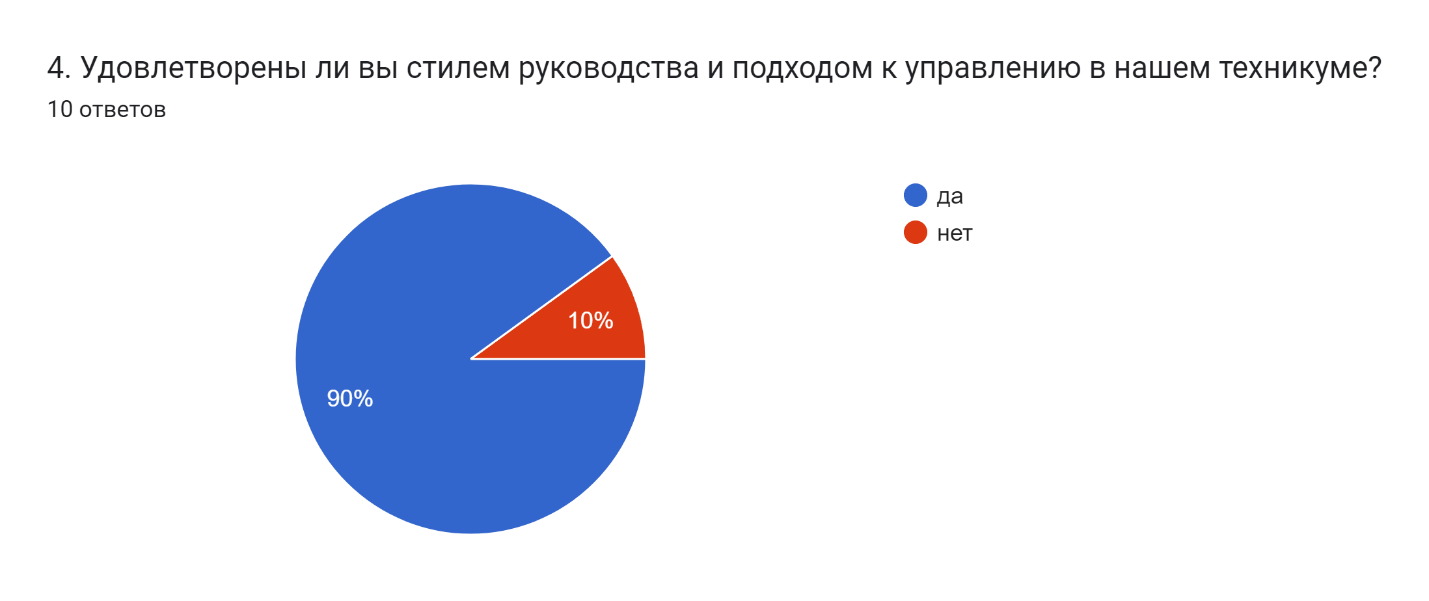 4. Удовлетворены ли вы стилем руководства и подходом к управлению в нашем техникуме?
10 ответов
да
нет
10%
90%